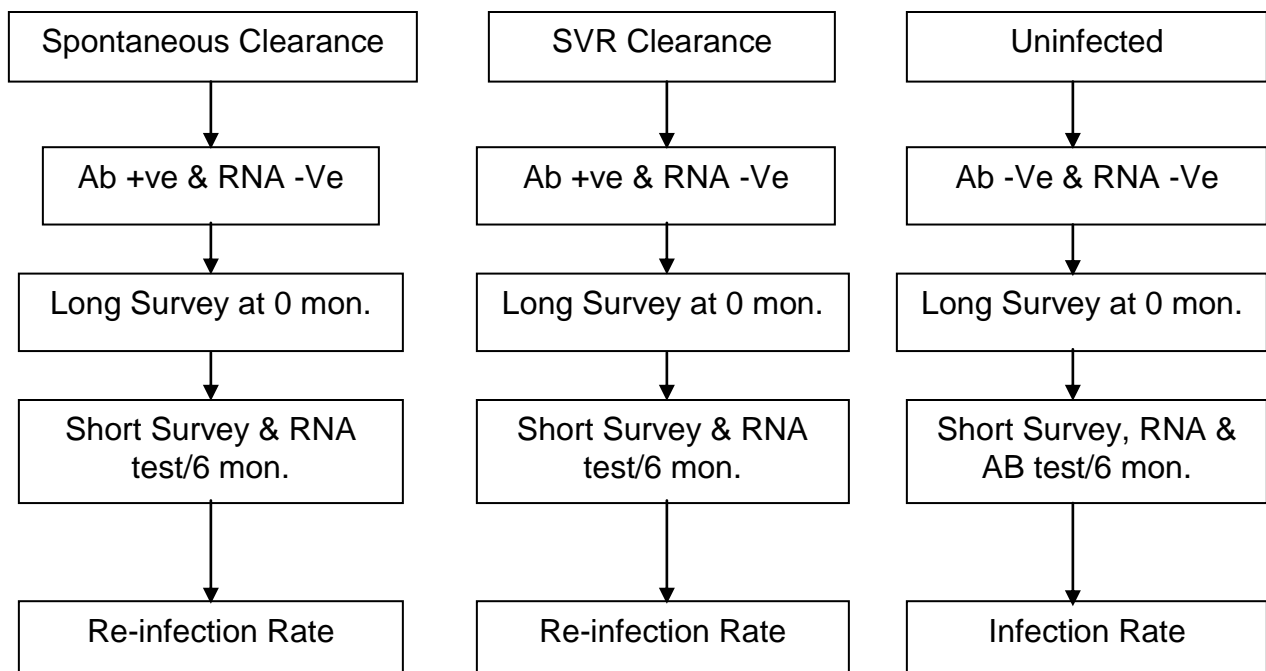 Spontaneous Clearance
SVR Clearance
Uninfected
Ab +ve & RNA -Ve
Ab +ve & RNA -Ve
Ab -Ve & RNA -Ve
Long Survey at 0 mon.
Long Survey at 0 mon.
Long Survey at 0 mon.
Short Survey & RNA
test/6 mon.
Short Survey & RNA
test/6 mon.
Short Survey, RNA &
AB test/6 mon.
Re-infection Rate
Re-infection Rate
Infection Rate